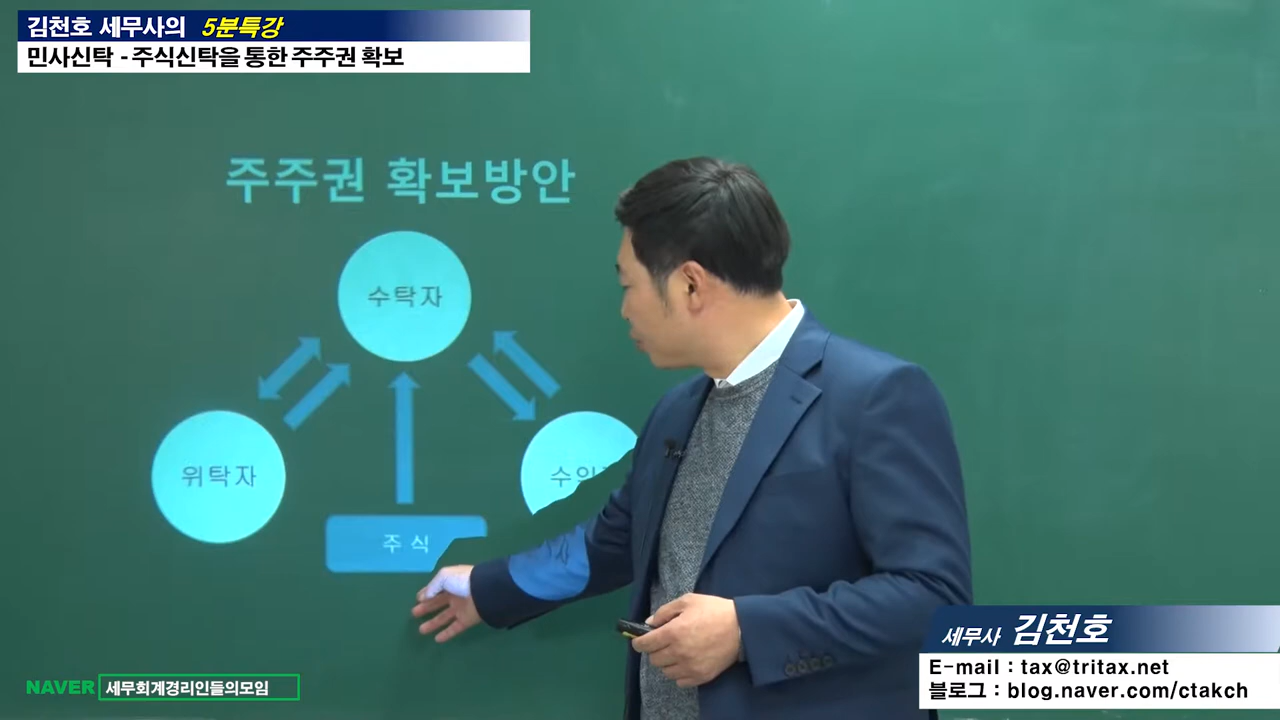 김천호 세무사의 5분특강
민사신탁 - 주식신탁을 통한 주주권 확보
주주권 확보방안
수탁자
위탁자
주식
세무사 김천호
E-mail : tax@tritax.net
블로그 : blog.naver.com/ctakch
NAVER 세무회계경리인들의모임